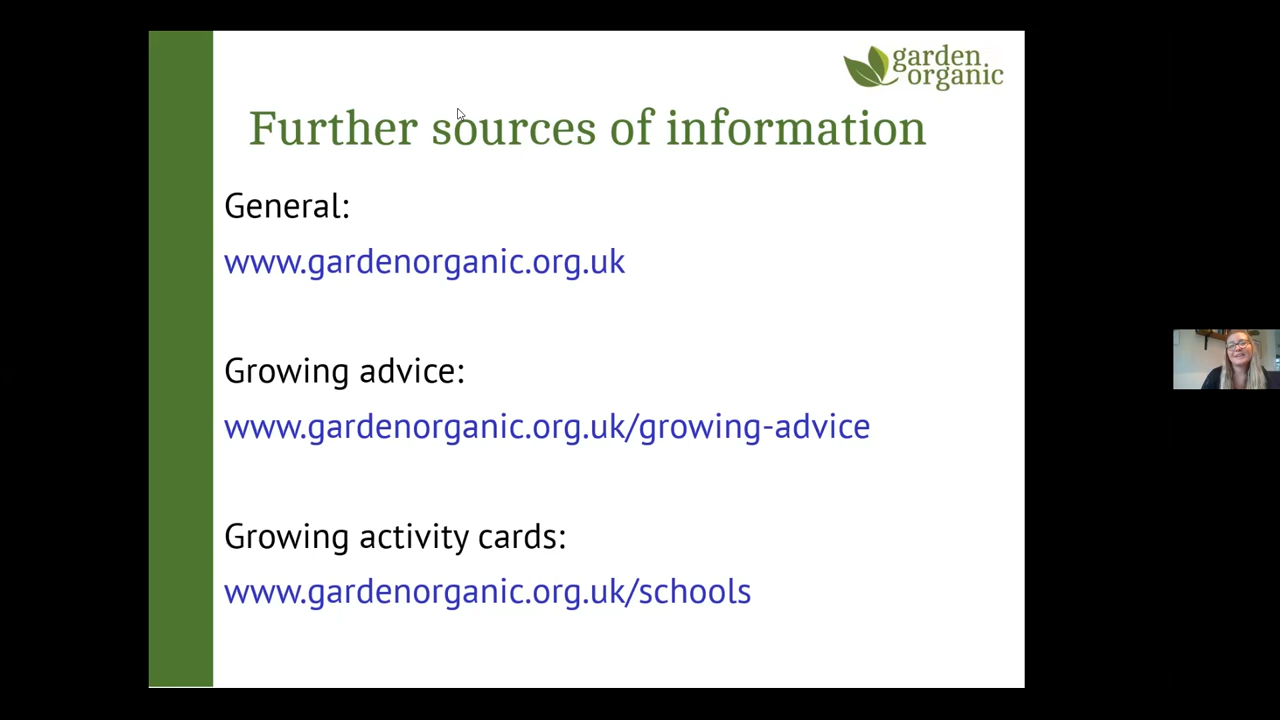 garden
organic
Further sources of information
General:
www.gardenorganic.org.uk
Growing advice:
www.gardenorganic.org.uk/growing-advice
Growing activity cards:
www.gardenorganic.org.uk/schools